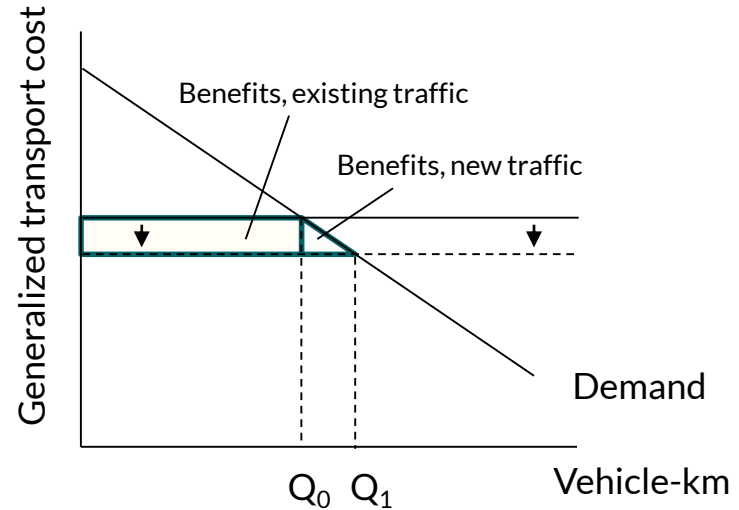 Generalized transport cost
Benefits, existing traffic
Benefits, new traffic
Demand
Q₀ Q₁
Vehicle-km